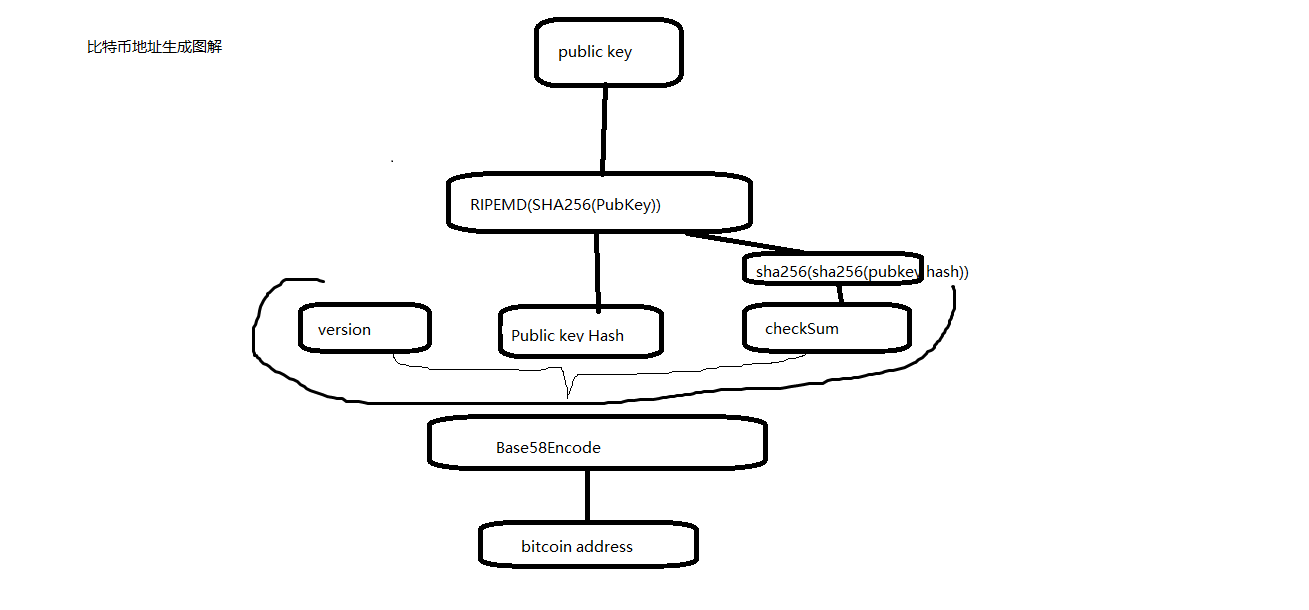 比特币地址生成图解
public key
RIPEMD(SHA256(PubKey))
sha256(sha256(pubkey hash))
version
Public key Hash
checkSum
Base58Encode
bitcoin address